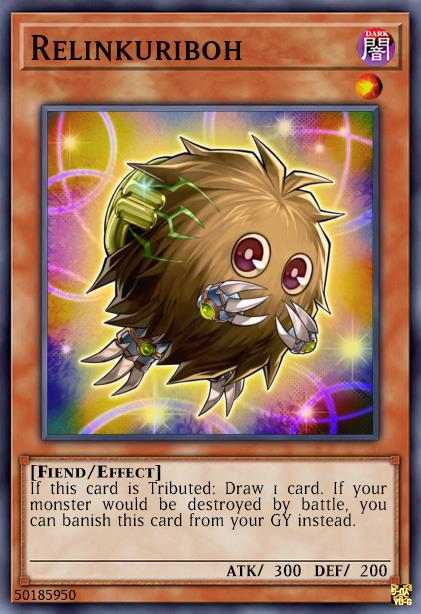 RELINKURIBOH
DARK
闇
[FIEND/EFFECT]
If this card is Tributed: Draw 1 card. If your
monster would be destroyed by battle, you
can banish this card from your GY instead.
ATK/ 300 DEF/ 200
50185950